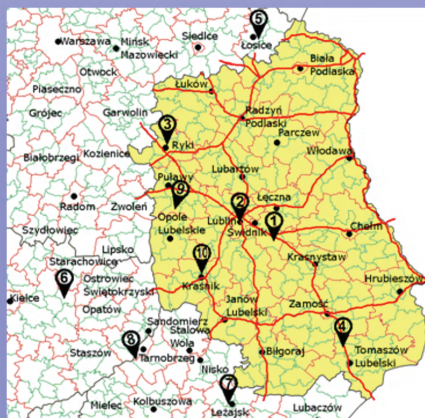 5
Siedlce
Łosice
Warszawa
Mińsk
Mazowiecki
Biała
Podlaska
Otwock
Łuków
Piaseczno
Garwolin
Radzyń
Podlaski
Grójec
3
Parczew
Białobrzegi
Kozienice
Ryki
Włodawa
Lubartów
Puławy
9
Radom
Zwoleń
2
Łęczna
Opole
Lubelskie
Lublin
Świdnik
1
Chełm
Szydłowiec
Lipsko
10
Krasnystaw
Starachowice
6
Ostrowiec
Świętokrzyski
Kraśnik
Hrubieszów
Kielce
Opatów
Janów
Lubelski
Zamość
Sandomierz
Stalowa
Wola
4
8
Staszów
Tarnobrzeg
Biłgoraj
Tomaszów
Lubelski
Nisko
7
Mielec
Kolbuszowa
Leżajsk
Lubaczów